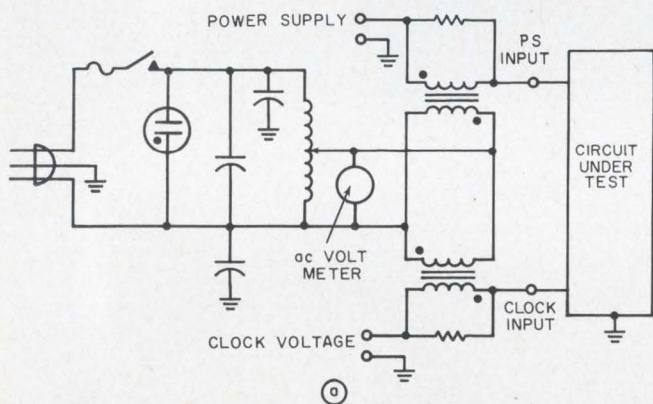 POWER SUPPLY
PS
INPUT
CIRCUIT
UNDER
TEST
ac VOLT
METER
CLOCK
INPUT
CLOCK VOLTAGE
a